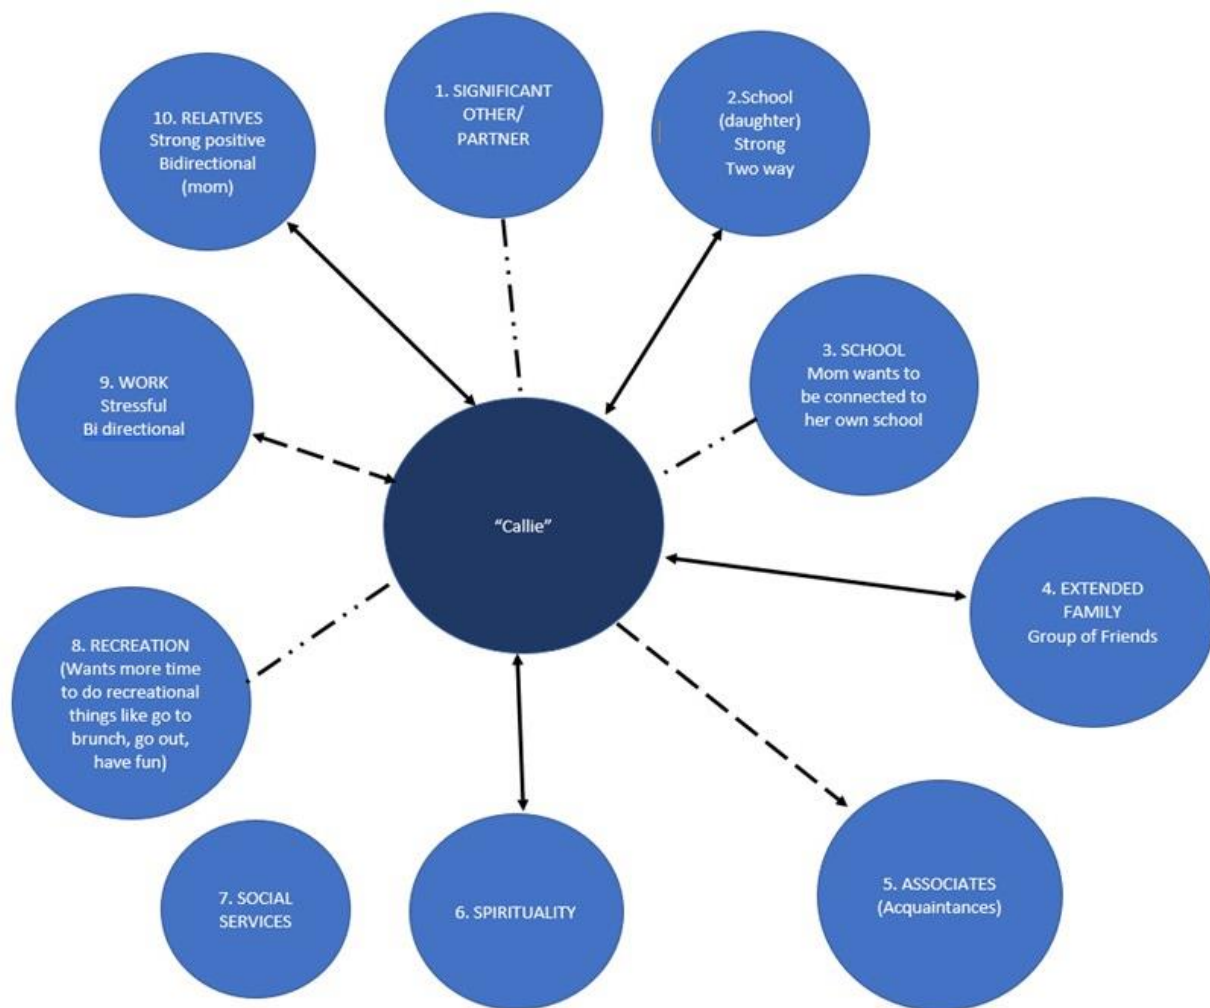 1. SIGNIFICANT
OTHER/
PARTNER
2.School
(daughter)
Strong
Two way
3. SCHOOL
Mom wants to
be connected to
her own school
4. EXTENDED
FAMILY
Group of Friends
5. ASSOCIATES
(Acquaintances)
6. SPIRITUALITY
7. SOCIAL
SERVICES
8. RECREATION
(Wants more time
to do recreational
things like go to
brunch, go out,
have fun)
9. WORK
Stressful
Bi directional
10. RELATIVES
Strong positive
Bidirectional
(mom)
“Callie”